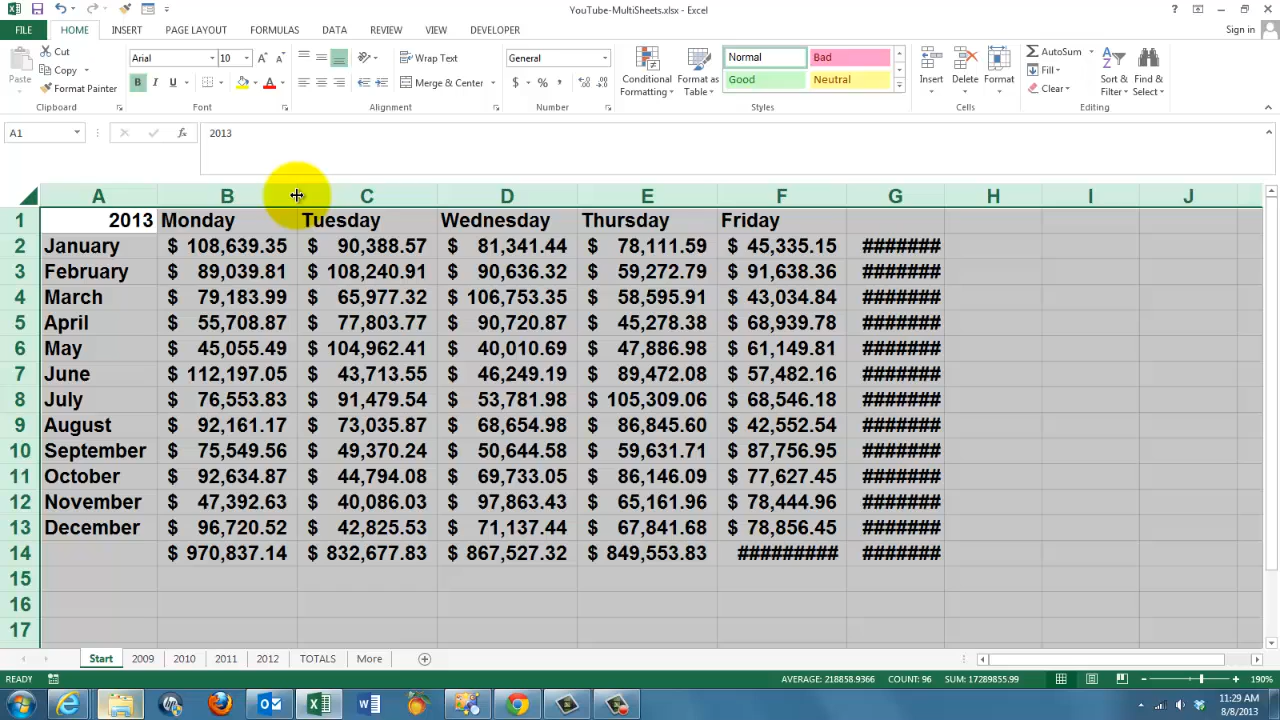 YouTube-MultiSheets.xlsx - Excel
FILE HOME INSERT PAGE LAYOUT FORMULAS DATA REVIEW VIEW DEVELOPER Sign in
Paste
Cut
Copy
Format Painter
Clipboard
Arial 10
B I U
Font
Wrap Text
Merge & Center
Alignment
General
$ % ,
Number
Conditional Formatting
Format as Table
Normal Bad
Good Neutral
Styles
Insert Delete Format
Cells
AutoSum
Fill
Clear
Sort & Filter
Find & Select
Editing
A1 fx 2013
A B C D E F G H I J
1 2013 Monday Tuesday Wednesday Thursday Friday
2 January $ 108,639.35 $ 90,388.57 $ 81,341.44 $ 78,111.59 $ 45,335.15 #######
3 February $ 89,039.81 $ 108,240.91 $ 90,636.32 $ 59,272.79 $ 91,638.36 #######
4 March $ 79,183.99 $ 65,977.32 $ 106,753.35 $ 58,595.91 $ 43,034.84 #######
5 April $ 55,708.87 $ 77,803.77 $ 90,720.87 $ 45,278.38 $ 68,939.78 #######
6 May $ 45,055.49 $ 104,962.41 $ 40,010.69 $ 47,886.98 $ 61,149.81 #######
7 June $ 112,197.05 $ 43,713.55 $ 46,249.19 $ 89,472.08 $ 57,482.16 #######
8 July $ 76,553.83 $ 91,479.54 $ 53,781.98 $ 105,309.06 $ 68,546.18 #######
9 August $ 92,161.17 $ 73,035.87 $ 68,654.98 $ 86,845.60 $ 42,552.54 #######
10 September $ 75,549.56 $ 49,370.24 $ 50,644.58 $ 59,631.71 $ 87,756.95 #######
11 October $ 92,634.87 $ 44,794.08 $ 69,733.05 $ 86,146.09 $ 77,627.45 #######
12 November $ 47,392.63 $ 40,086.03 $ 97,863.43 $ 65,161.96 $ 78,444.96 #######
13 December $ 96,720.52 $ 42,825.53 $ 71,137.44 $ 67,841.68 $ 78,856.45 #######
14 $ 970,837.14 $ 832,677.83 $ 867,527.32 $ 849,553.83 ######### #######
15
16
17
Start 2009 2010 2011 2012 TOTALS More
READY AVERAGE: 218858.9366 COUNT: 96 SUM: 17289855.99 190%
11:29 AM
8/8/2013